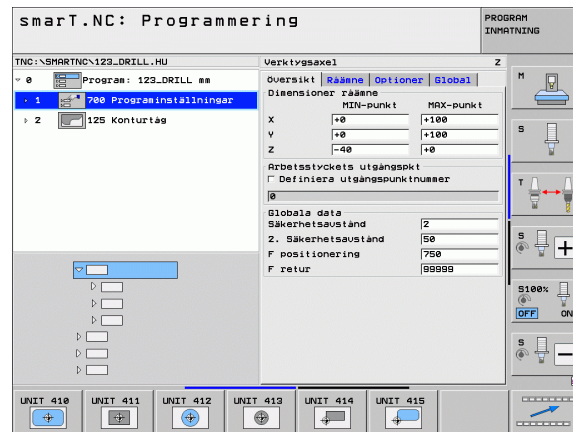 smarT.NC: Programmering
PROGRAM
INMATNING
TNC:\SMARTNC\123_DRILL.HU
Verktygsaxel Z
0 Program: 123_DRILL mm
1 700 Programinställningar
2 125 Konturtåg
Översikt Råämne Optioner Global
Dimensioner råämne
MIN-punkt MAX-punkt
X +0 +100
Y +0 +100
Z -40 +0
Arbetsstyckets utgångspkt
Definiera utgångspunktnummer
0
Globala data
Säkerhetsavstånd 2
2. Säkerhetsavstånd 50
F positionering 750
F retur 99999
M
S
T
S
S100%
OFF ON
S
UNIT 410
UNIT 411
UNIT 412
UNIT 413
UNIT 414
UNIT 415